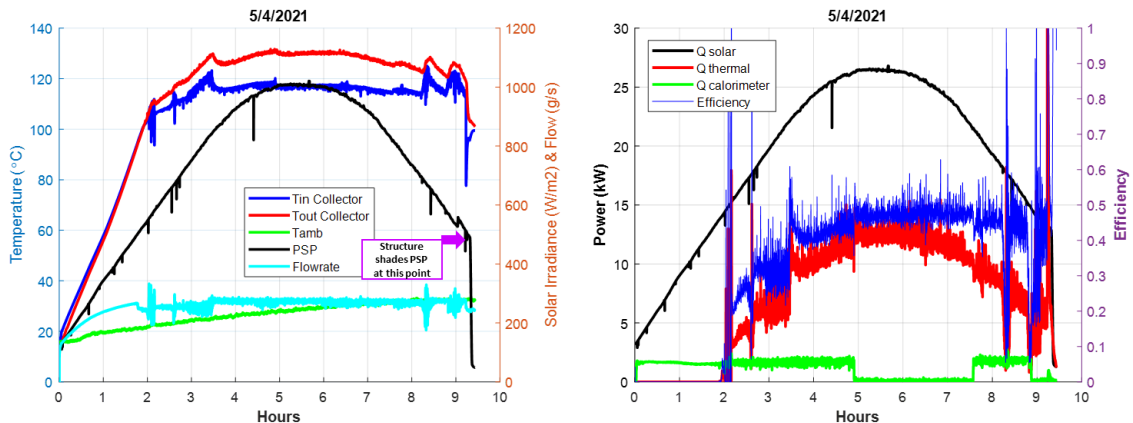 5/4/2021
140
120
100
80
60
40
20
0
Temperature (°C)
1200
1000
800
600
400
200
0
Solar Irradiance (W/m2) & Flow (g/s)
Tin Collector
Tout Collector
Tamb
PSP
Flowrate
Structure
shades PSP
at this point
0 1 2 3 4 5 6 7 8 9 10
Hours
5/4/2021
30
25
20
15
10
5
0
Power (kW)
Q solar
Q thermal
Q calorimeter
Efficiency
1
0.9
0.8
0.7
0.6
0.5
0.4
0.3
0.2
0.1
0
Efficiency
0 1 2 3 4 5 6 7 8 9 10
Hours